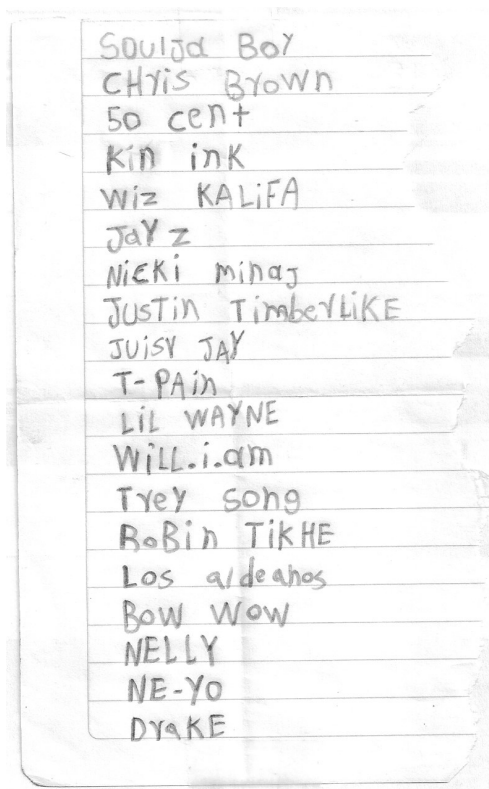 Soulja Boy
CHris Brown
50 cent
Kin ink
Wiz KALiFA
JaY z
NiCKi minaj
JUSTin TimberLiKE
JUisY JAY
T-PAin
LiL WAYNE
WiLL.i.am
Trey song
RoBin TiKHE
Los aldeanos
BOW WOW
NELLY
NE-YO
DraKE